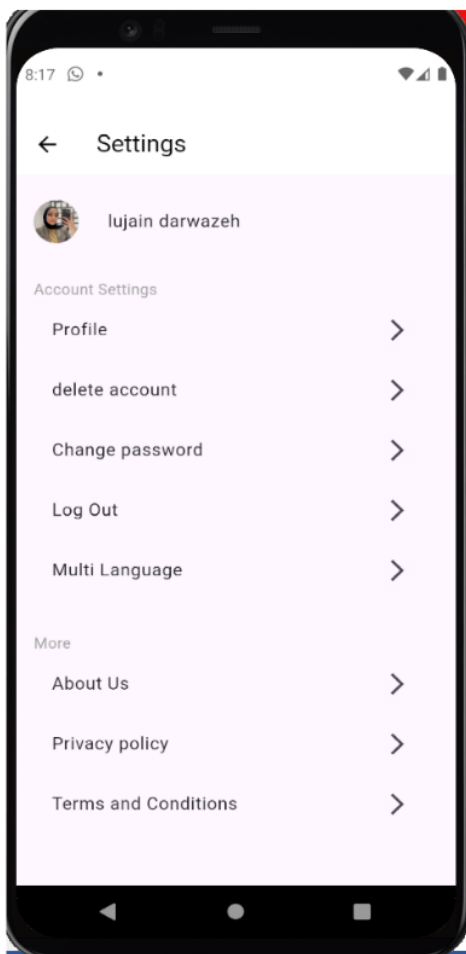 8:17
Settings
lujain darwazeh
Account Settings
Profile
delete account
Change password
Log Out
Multi Language
More
About Us
Privacy policy
Terms and Conditions